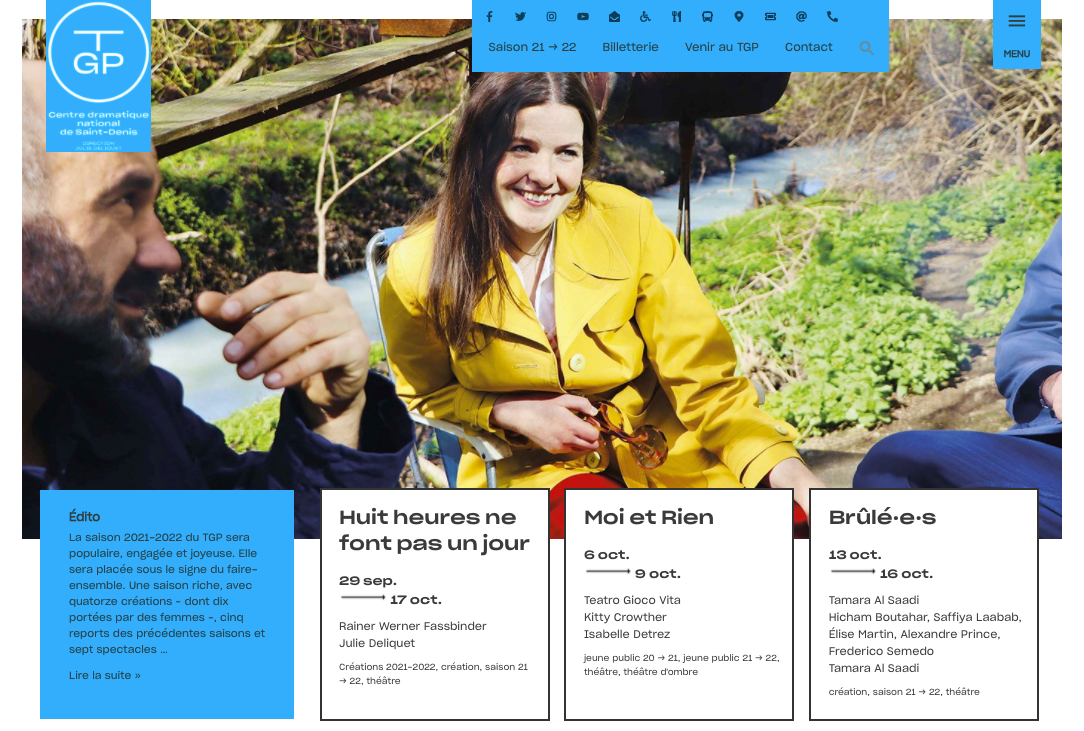 TGP
Centre dramatique
national
de Saint-Denis
DIRECTION
JULIE DELIQUET
Saison 21 → 22
Billetterie
Venir au TGP
Contact
MENU
Édito
La saison 2021-2022 du TGP sera
populaire, engagée et joyeuse. Elle
sera placée sous le signe du faire-
ensemble. Une saison riche, avec
quatorze créations - dont dix
portées par des femmes -, cinq
reports des précédentes saisons et
sept spectacles ...
Lire la suite »
Huit heures ne
font pas un jour
29 sep.
17 oct.
Rainer Werner Fassbinder
Julie Deliquet
Créations 2021-2022, création, saison 21
→ 22, théâtre
Moi et Rien
6 oct.
9 oct.
Teatro Gioco Vita
Kitty Crowther
Isabelle Detrez
jeune public 20 → 21, jeune public 21 → 22,
théâtre, théâtre d'ombre
Brûlé·e·s
13 oct.
16 oct.
Tamara Al Saadi
Hicham Boutahar, Saffiya Laabab,
Élise Martin, Alexandre Prince,
Frederico Semedo
Tamara Al Saadi
création, saison 21 → 22, théâtre